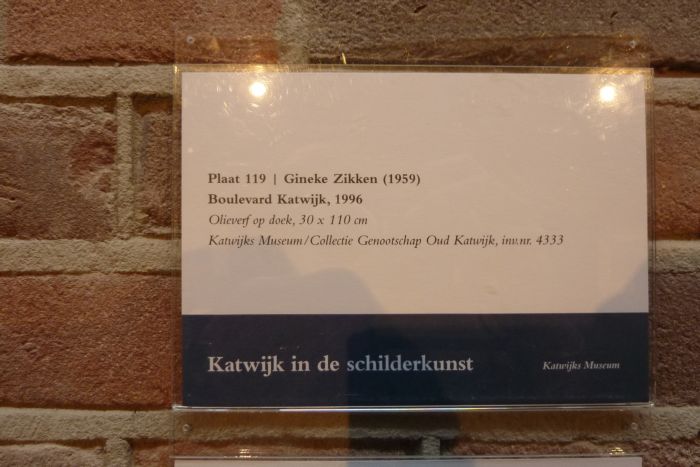 Plaat 119 | Gineke Zikken (1959)
Boulevard Katwijk, 1996
Olieverf op doek, 30 x 110 cm
Katwijks Museum/Collectie Genootschap Oud Katwijk, inv.nr. 4333
Katwijk in de schilderkunst
Katwijks Museum